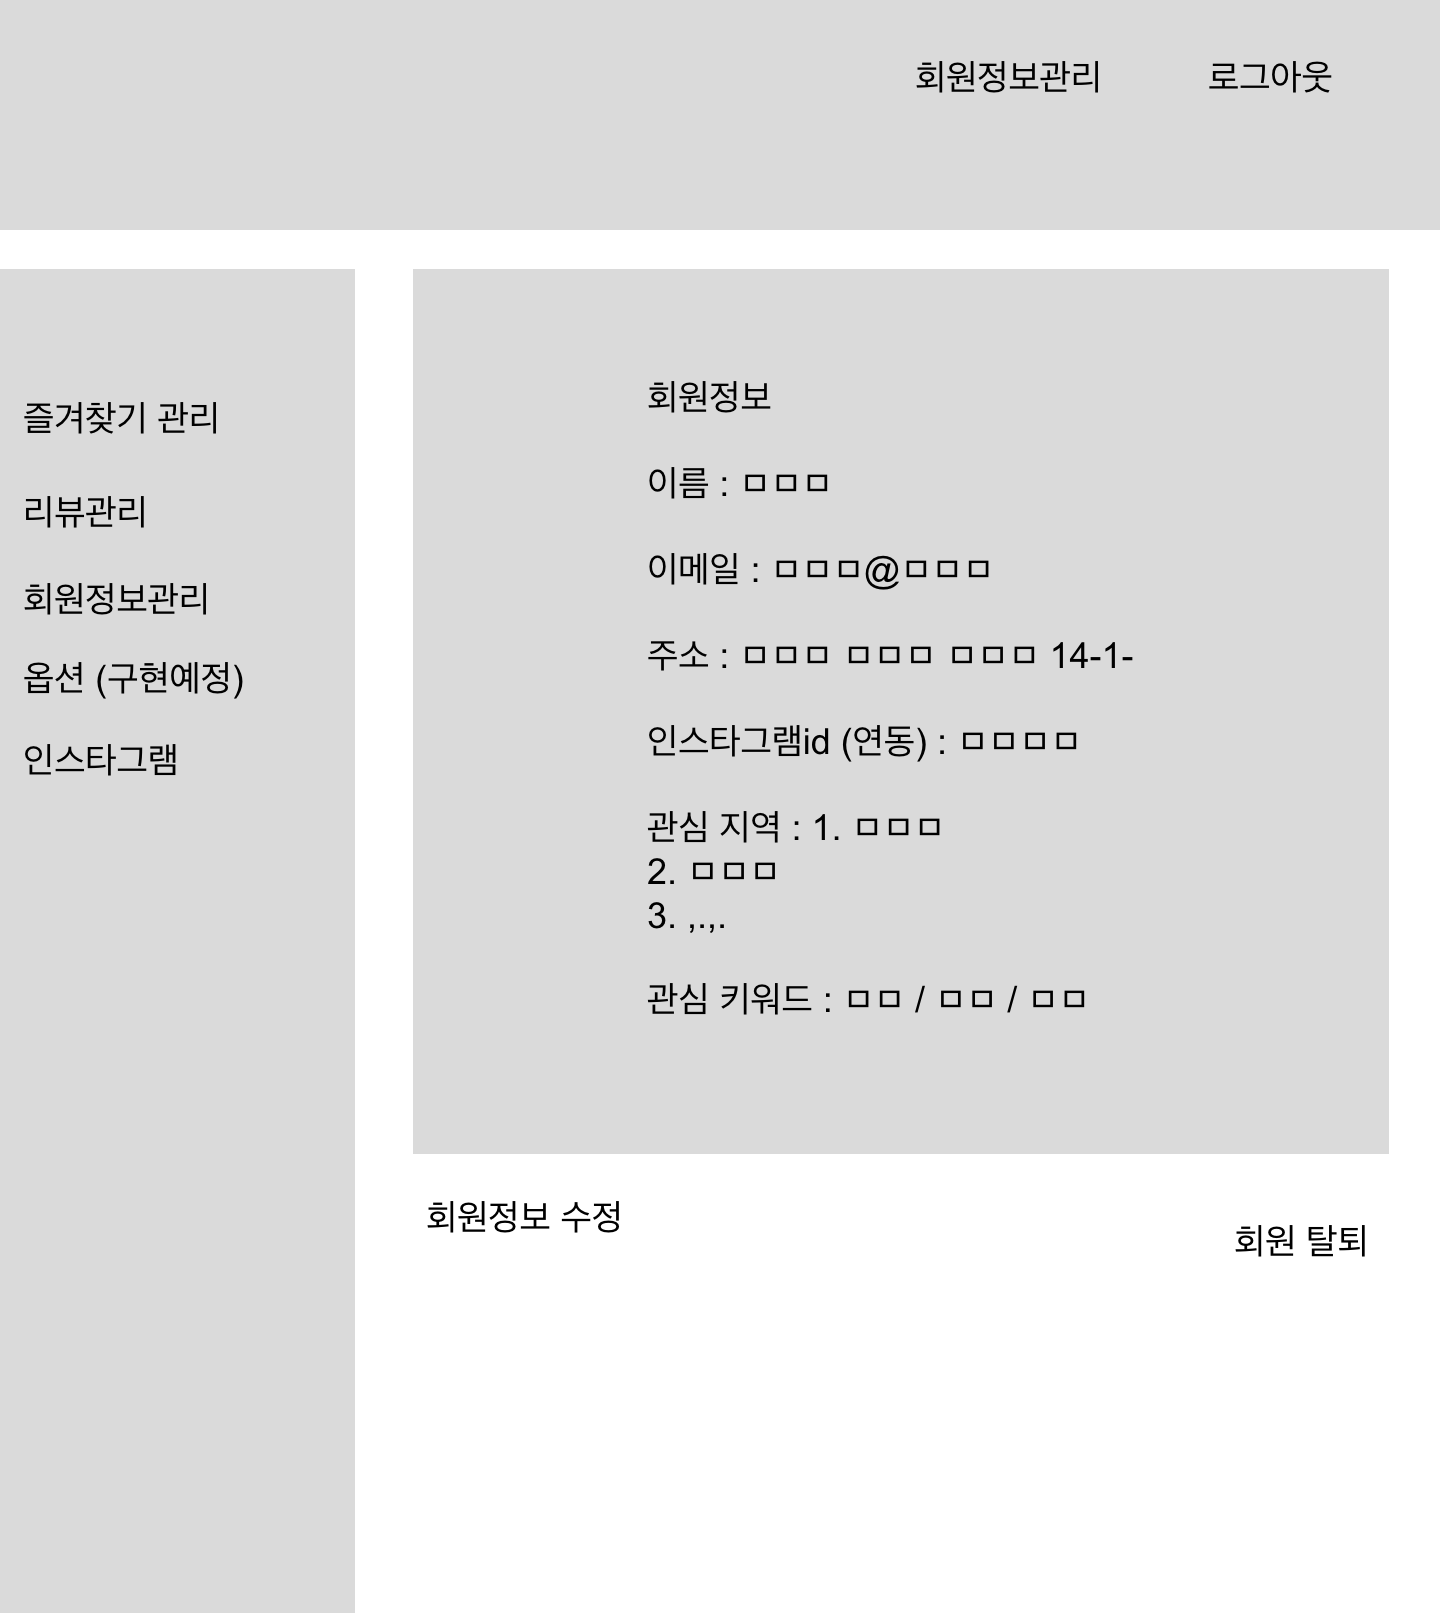 회원정보관리 로그아웃
즐겨찾기 관리
리뷰관리
회원정보관리
옵션 (구현예정)
인스타그램
회원정보
이름 : ㅁㅁㅁ
이메일 : ㅁㅁㅁ@ㅁㅁㅁ
주소 : ㅁㅁㅁ ㅁㅁㅁ ㅁㅁㅁ 14-1-
인스타그램id (연동) : ㅁㅁㅁㅁ
관심 지역 : 1. ㅁㅁㅁ
2. ㅁㅁㅁ
3. ,.,.
관심 키워드 : ㅁㅁ / ㅁㅁ / ㅁㅁ
회원정보 수정
회원 탈퇴